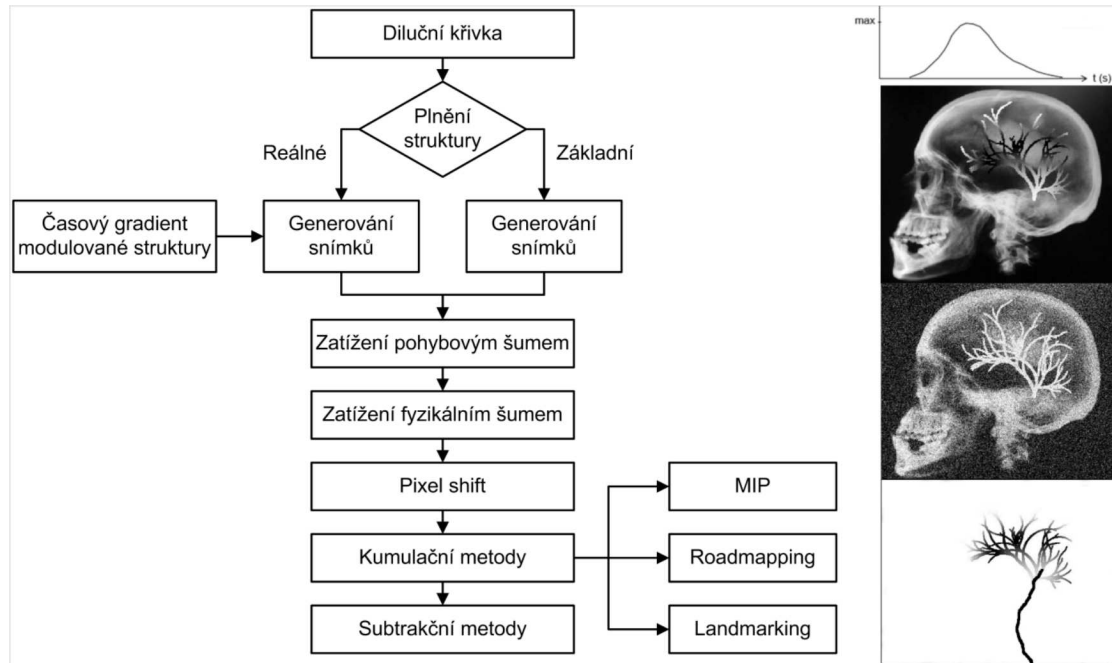 Diluční křivka
Plnění
struktury
Reálné
Základní
Časový gradient
modulované struktury
Generování
snímků
Generování
snímků
Zatížení pohybovým šumem
Zatížení fyzikálním šumem
Pixel shift
MIP
Kumulační metody
Roadmapping
Subtrakční metody
Landmarking
max
t (s)